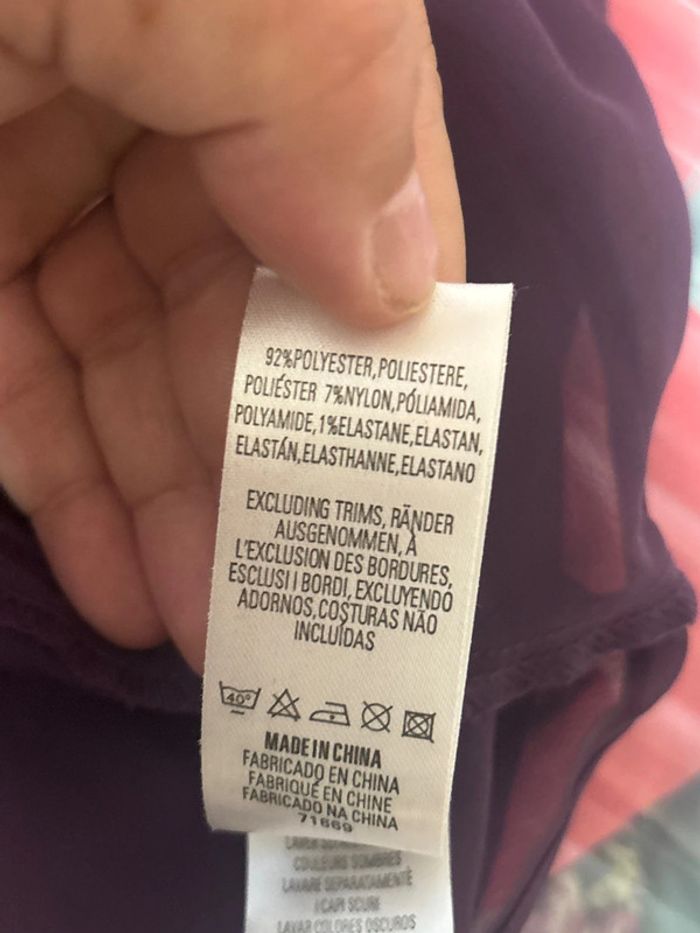 92%POLYESTER,POLIESTERE,
POLIÉSTER 7%NYLON,PÓLIAMIDA,
POLYAMIDE,1%ELASTANE,ELASTAN,
ELASTÁN,ELASTHANNE,ELASTANO
EXCLUDING TRIMS, RÄNDER
AUSGENOMMEN, À
L'EXCLUSION DES BORDURES,
ESCLUSI I BORDI, EXCLUYENDO
ADORNOS,COSTURAS NÃO
INCLUÍDAS
40°
MADE IN CHINA
FABRICADO EN CHINA
FABRIQUÉ EN CHINE
FABRICADO NA CHINA
71669
COULEURS SOMBRES
LAVARE SEPARATAMENTE
I CAPI SCURI
LAVAR COLORES OSCUROS